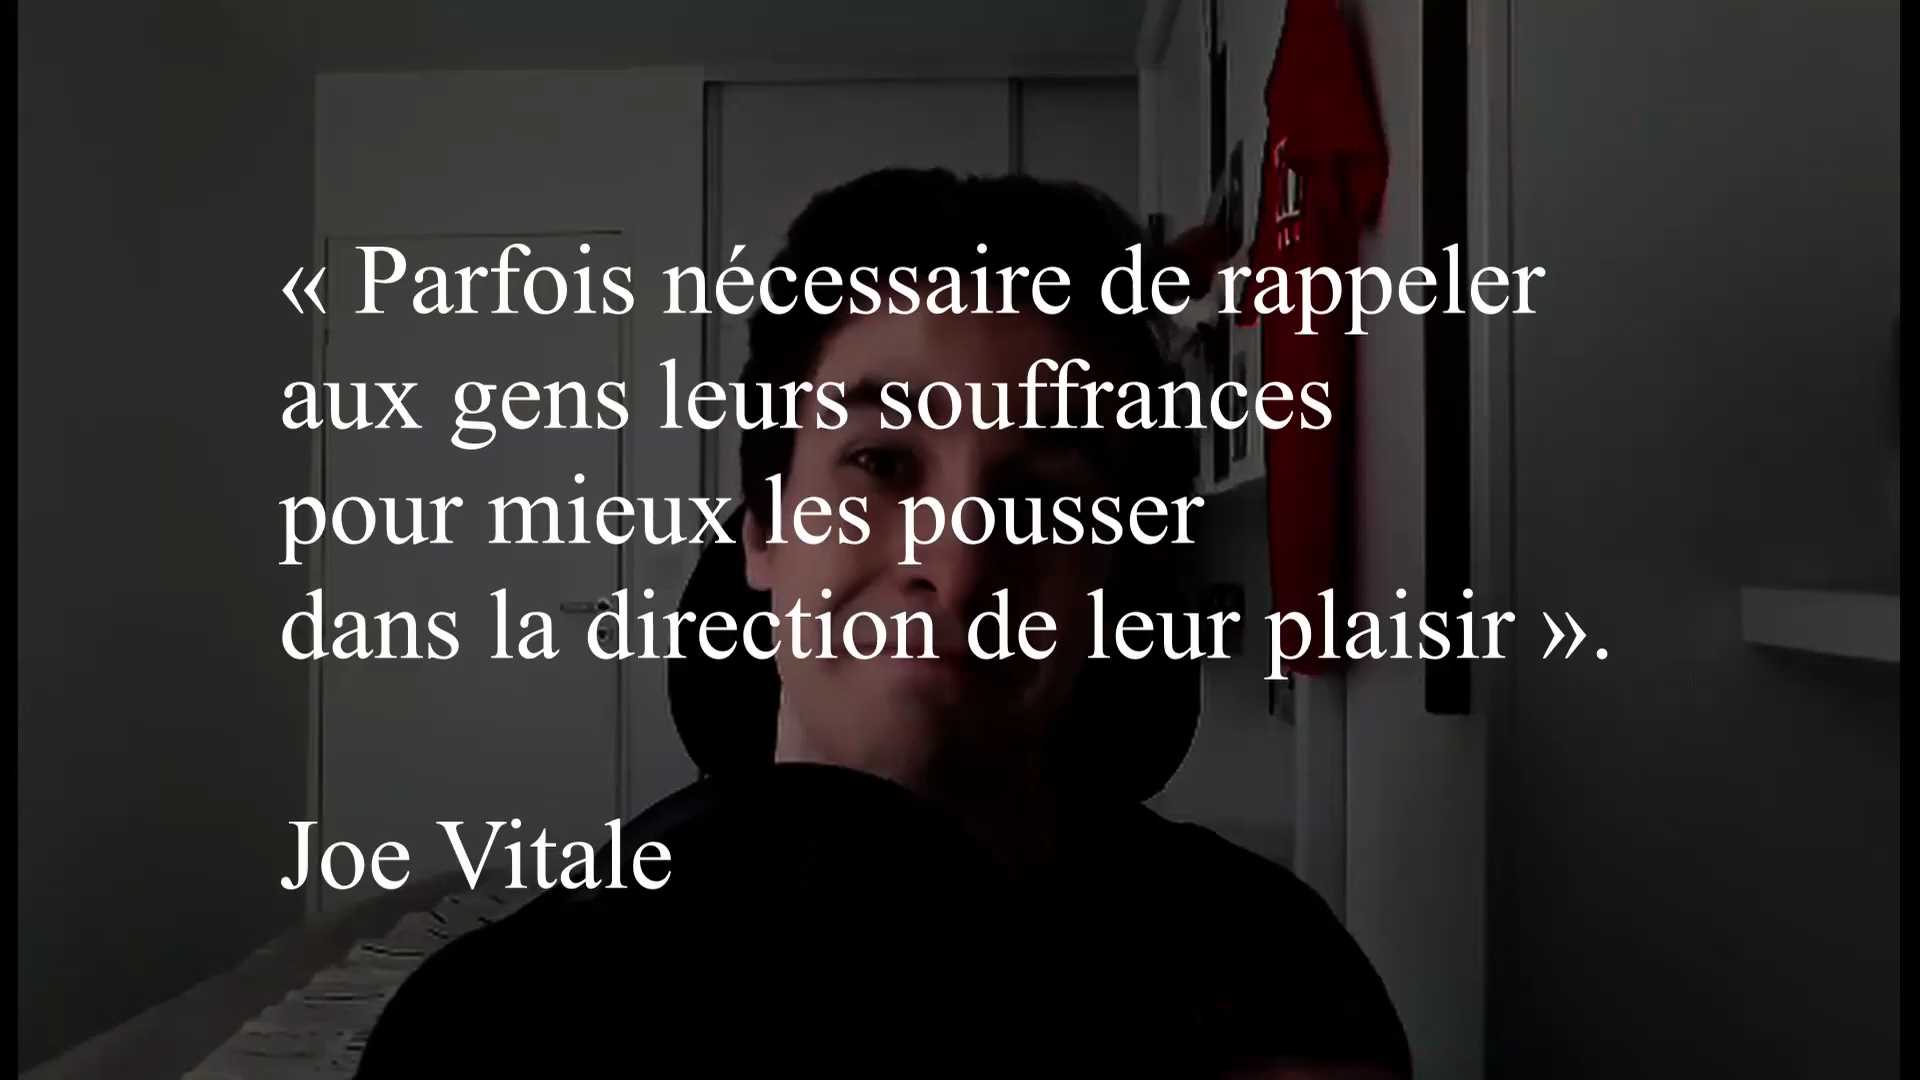 « Parfois nécessaire de rappeler
aux gens leurs souffrances
pour mieux les pousser
dans la direction de leur plaisir ».
Joe Vitale